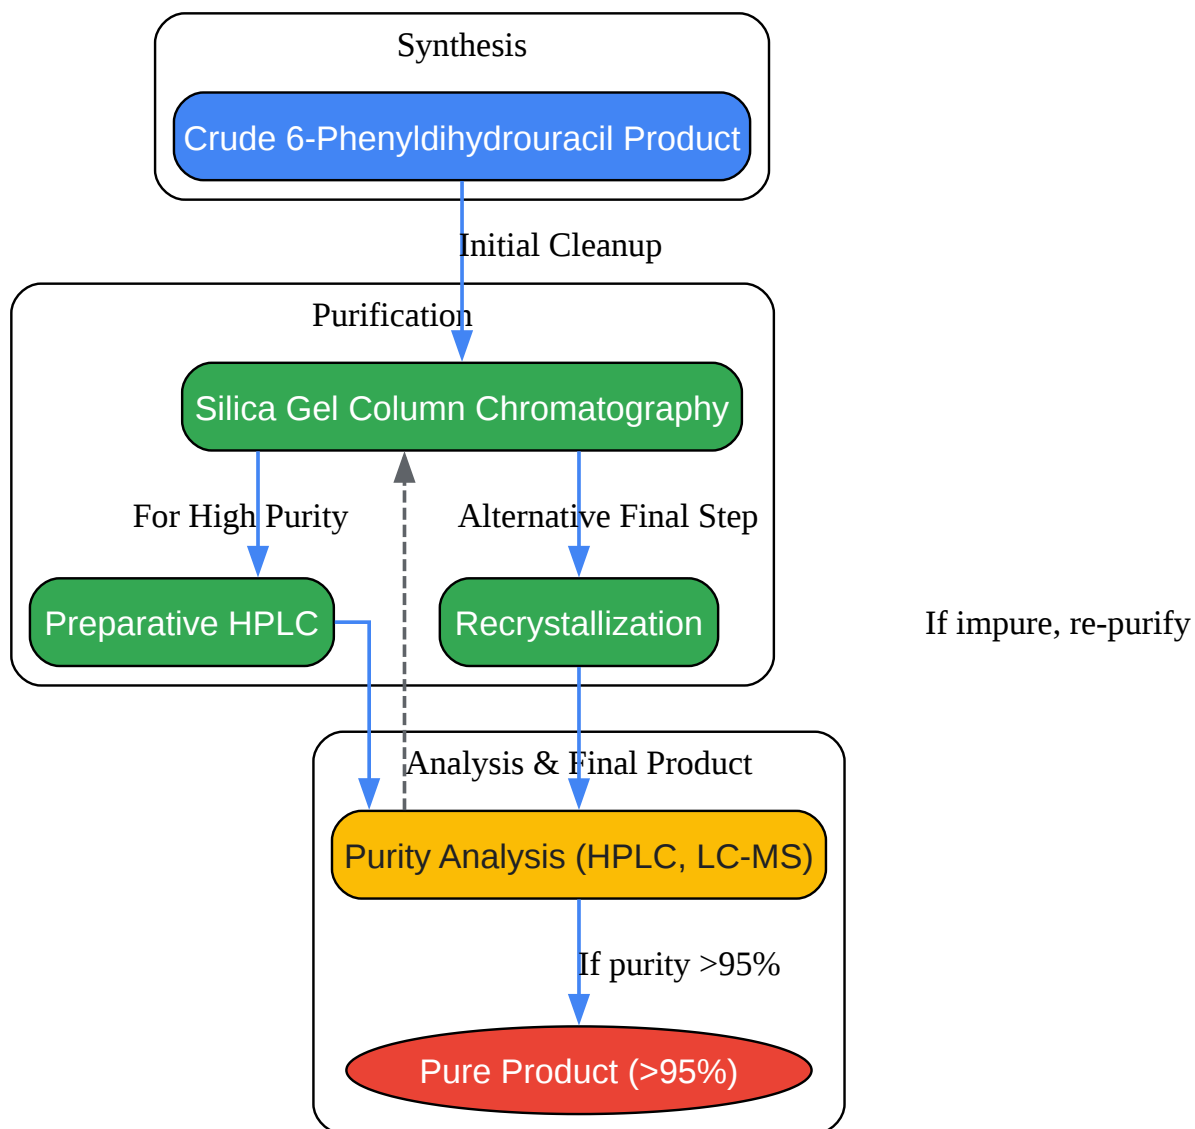 Synthesis
Crude 6-Phenyldihydrouracil Product
Initial Cleanup
Purification
Silica Gel Column Chromatography
For High Purity
Alternative Final Step
Preparative HPLC
Recrystallization
If impure, re-purify
Analysis & Final Product
Purity Analysis (HPLC, LC-MS)
If purity >95%
Pure Product (>95%)